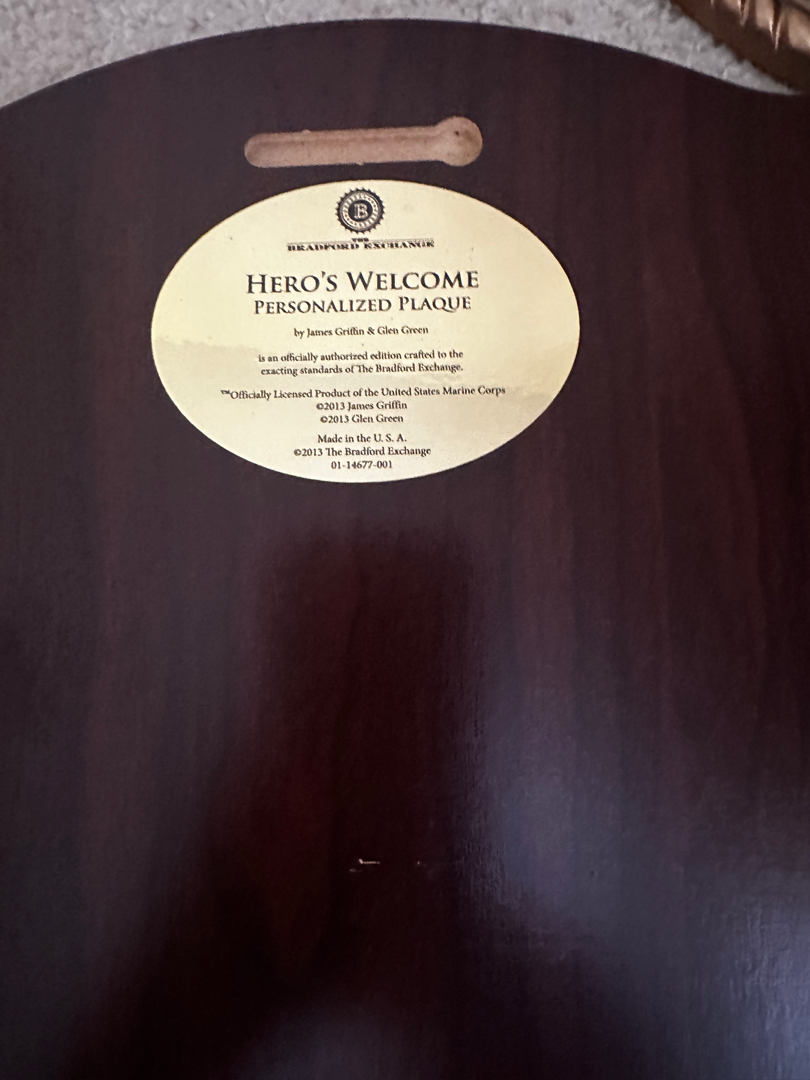 B
THE
BRADFORD EXCHANGE
HERO'S WELCOME
PERSONALIZED PLAQUE
by James Griffin & Glen Green
is an officially authorized edition crafted to the
exacting standards of The Bradford Exchange.
™Officially Licensed Product of the United States Marine Corps
©2013 James Griffin
©2013 Glen Green
Made in the U. S. A.
©2013 The Bradford Exchange
01-14677-001